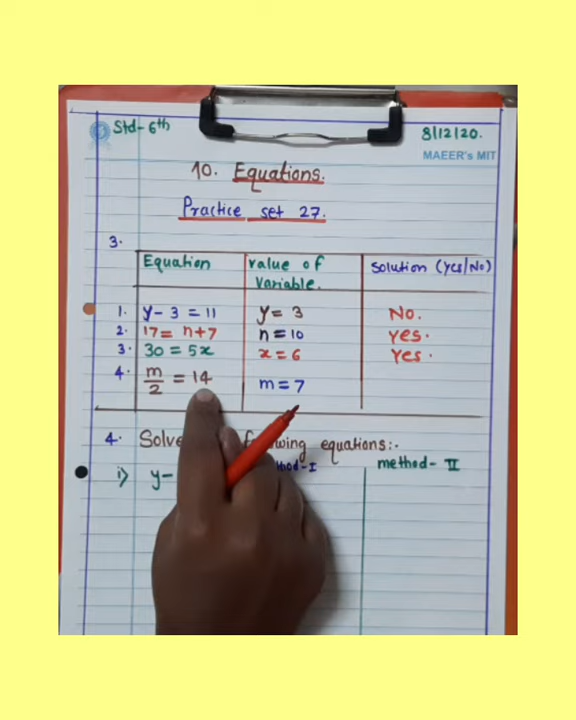 Std- 6th 8/12/20.
MAEER's MIT
10. Equations.
Practice set 27.
3.
Equation value of Variable. Solution (Yes/No)
1. y - 3 = 11 y = 3 No.
2. 17 = n + 7 n = 10 yes.
3. 30 = 5x x = 6 Yes.
4. m/2 = 14 m = 7
4. Solve following equations:-
method- II
i) y-